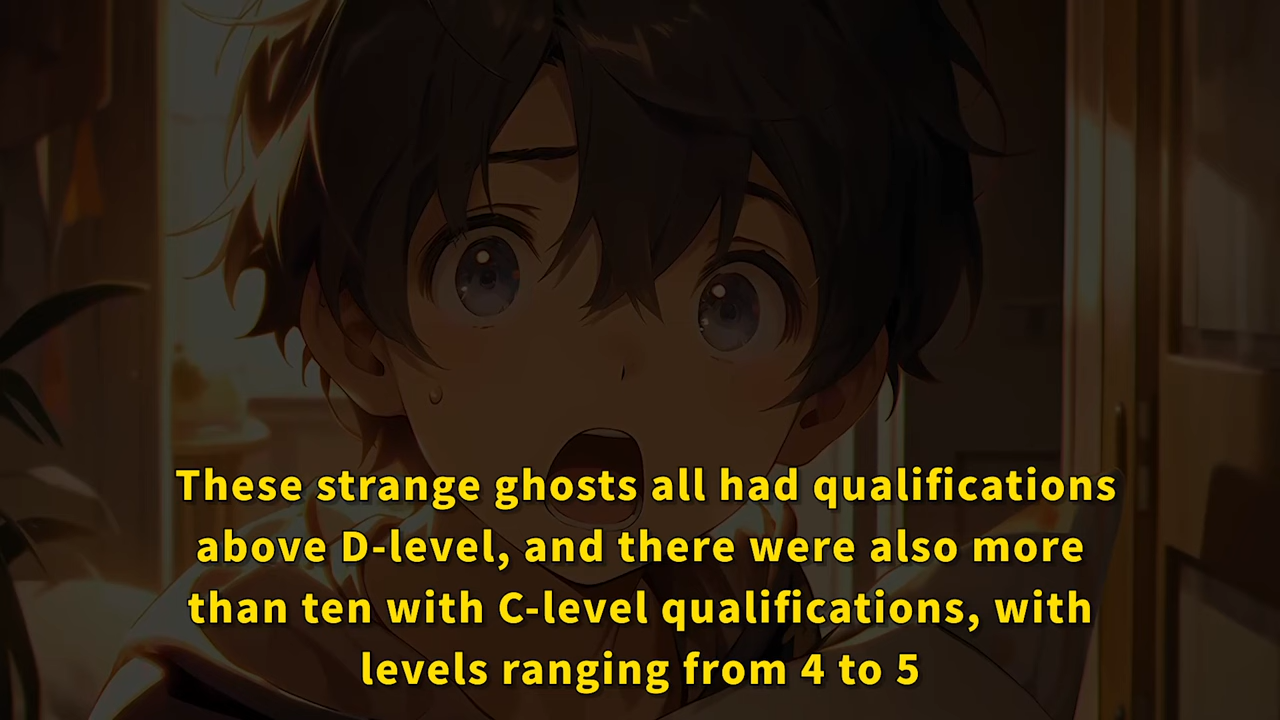 These strange ghosts all had qualifications
above D-level, and there were also more
than ten with C-level qualifications, with
levels ranging from 4 to 5